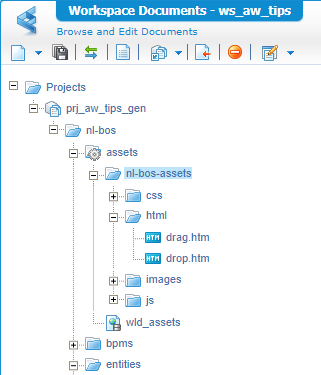 Workspace Documents - ws_aw_tips
Browse and Edit Documents
Projects
prj_aw_tips_gen
nl-bos
assets
nl-bos-assets
css
html
HTM drag.htm
HTM drop.htm
images
js
wld_assets
bpms
entities